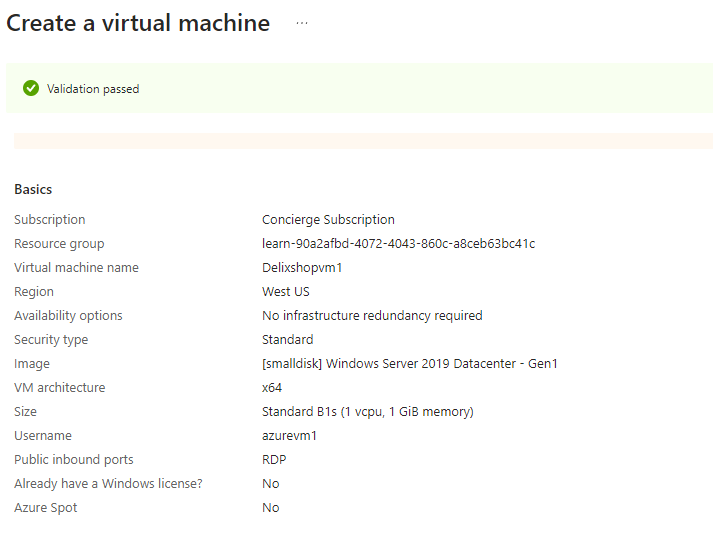 Create a virtual machine ...
Validation passed
Basics
Subscription Concierge Subscription
Resource group learn-90a2afbd-4072-4043-860c-a8ceb63bc41c
Virtual machine name Delixshopvm1
Region West US
Availability options No infrastructure redundancy required
Security type Standard
Image [smalldisk] Windows Server 2019 Datacenter - Gen1
VM architecture x64
Size Standard B1s (1 vcpu, 1 GiB memory)
Username azurevm1
Public inbound ports RDP
Already have a Windows license? No
Azure Spot No